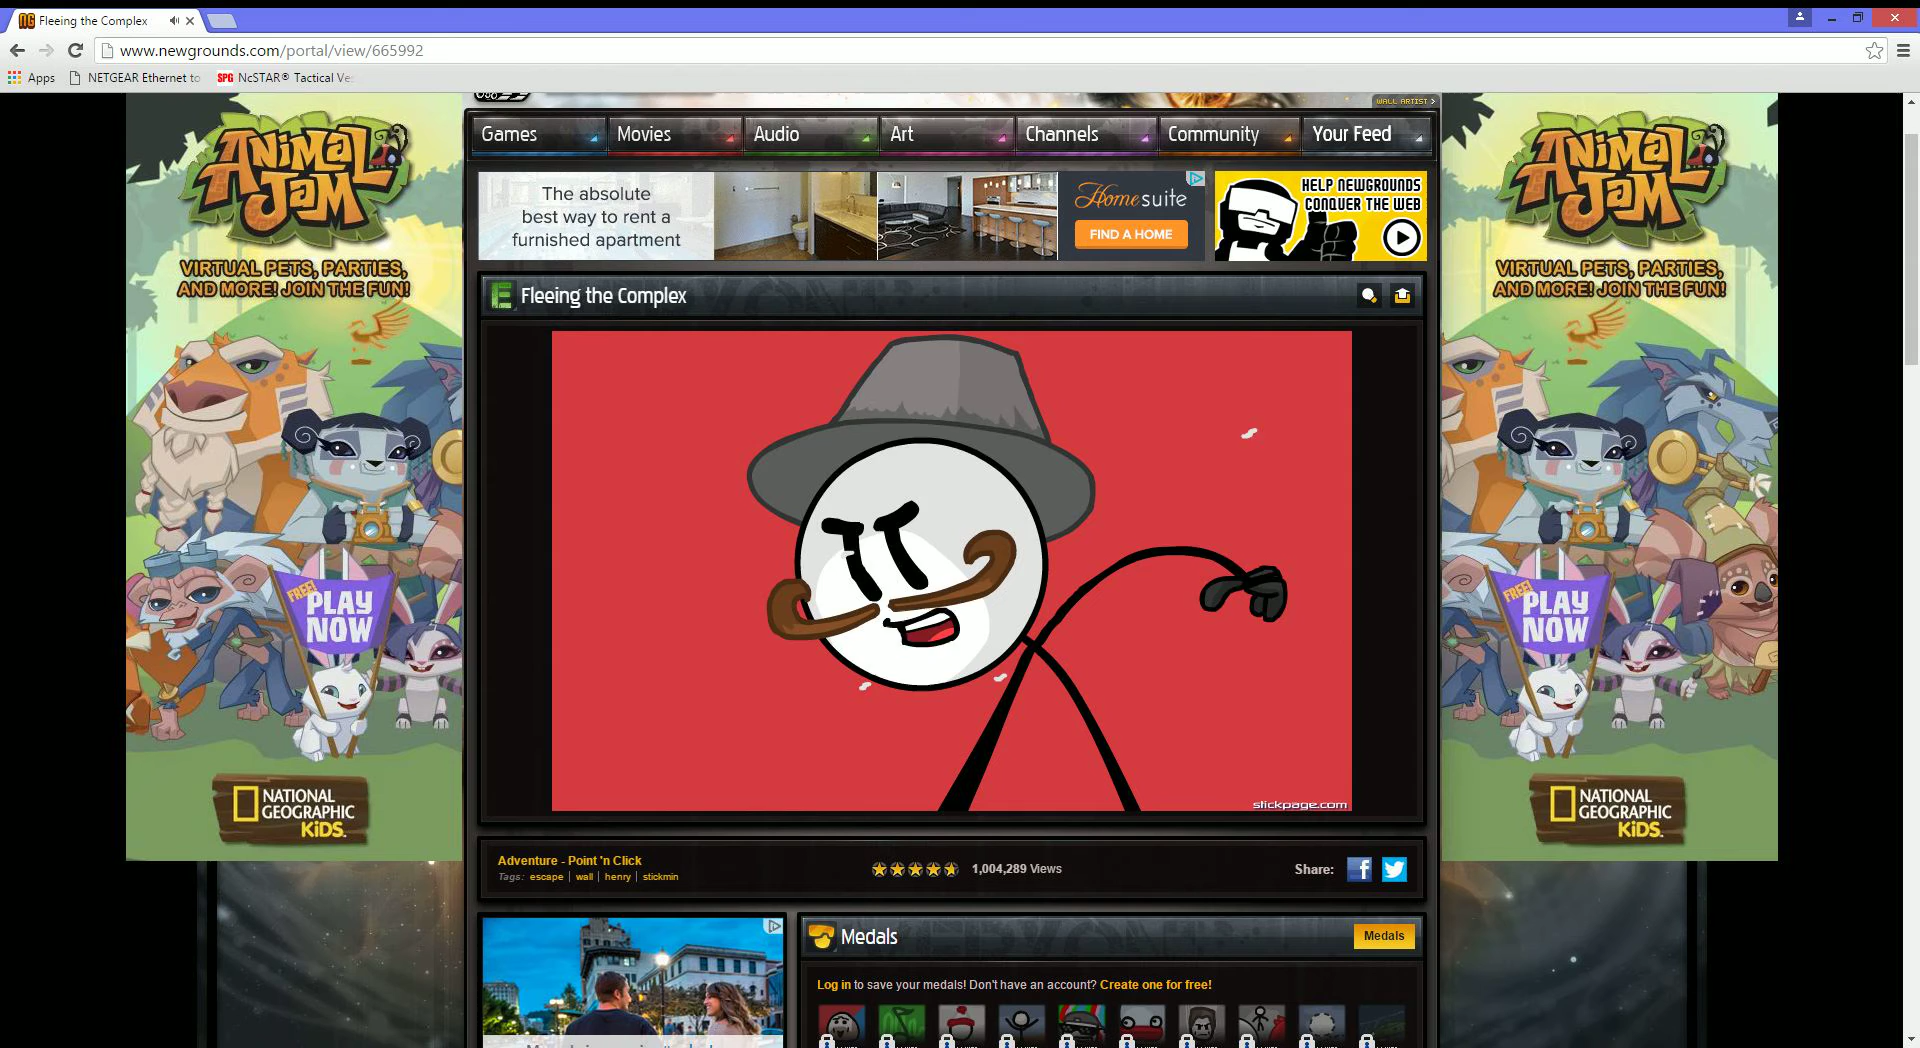 Fleeing the Complex
www.newgrounds.com/portal/view/665992
Apps
NETGEAR Ethernet to
SPG NcSTAR® Tactical Ve
WALL ARTIST >
Games
Movies
Audio
Art
Channels
Community
Your Feed
ANIMAL
JAM
VIRTUAL PETS, PARTIES,
AND MORE! JOIN THE FUN!
FREE!
PLAY
NOW
NATIONAL
GEOGRAPHIC
KiDS.
The absolute
best way to rent a
furnished apartment
Homesuite
FIND A HOME
HELP NEWGROUNDS
CONQUER THE WEB
E Fleeing the Complex
stickpage.com
Adventure - Point 'n Click
Tags: escape | wall | henry | stickmin
1,004,289 Views
Share:
Medals
Medals
Log in to save your medals! Don't have an account? Create one for free!
ANIMAL
JAM
VIRTUAL PETS, PARTIES,
AND MORE! JOIN THE FUN!
FREE!
PLAY
NOW
NATIONAL
GEOGRAPHIC
KiDS.